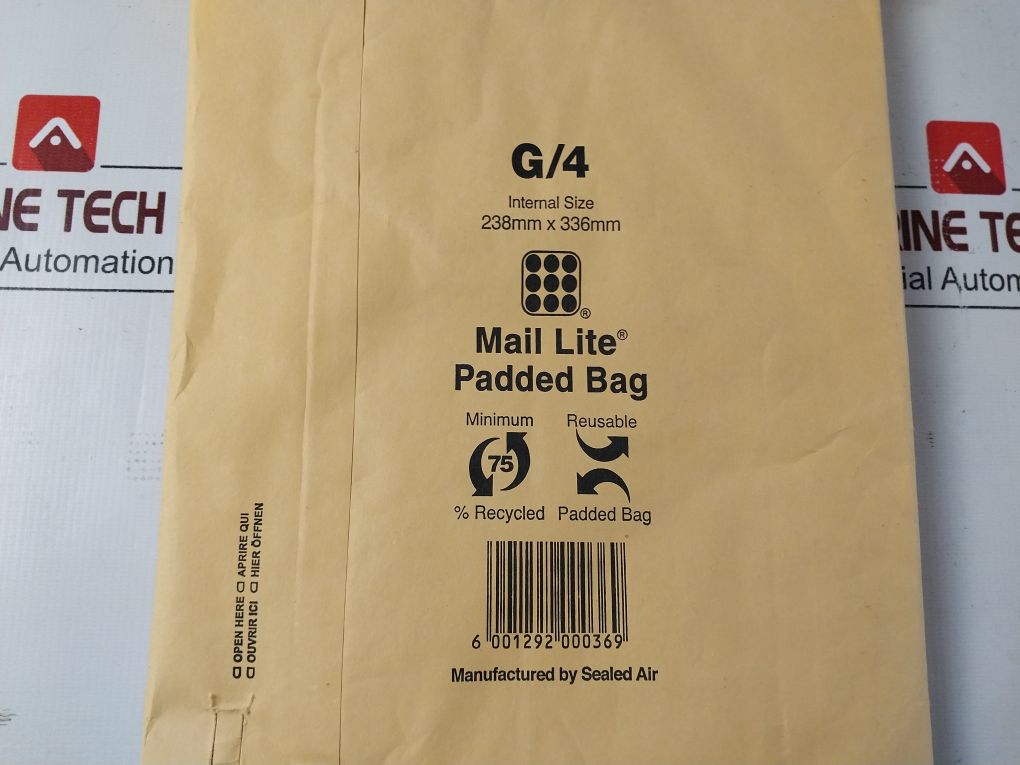 G/4
Internal Size
238mm x 336mm
®
Mail Lite®
Padded Bag
Minimum
75
% Recycled
Reusable
Padded Bag
6 001292 000369
Manufactured by Sealed Air
OPEN HERE APRIRE QUI
OUVRIR ICI HIER ÖFFNEN
NE TECH
Automation
RINE TE
ial Autom